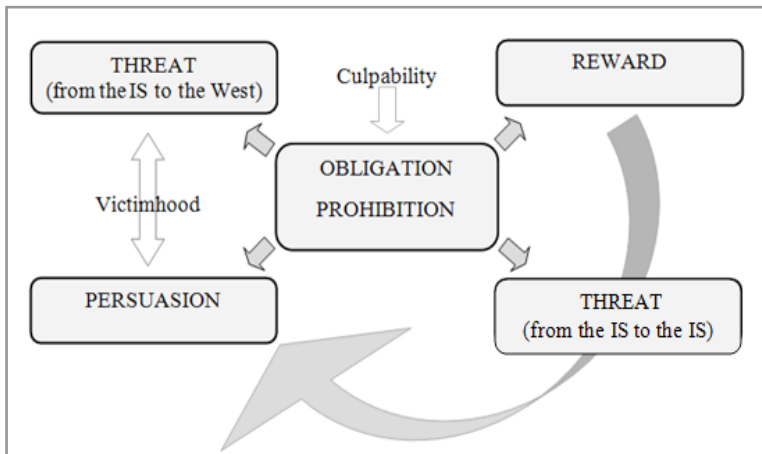 THREAT
(from the IS to the West)
Culpability
REWARD
OBLIGATION
PROHIBITION
Victimhood
PERSUASION
THREAT
(from the IS to the IS)